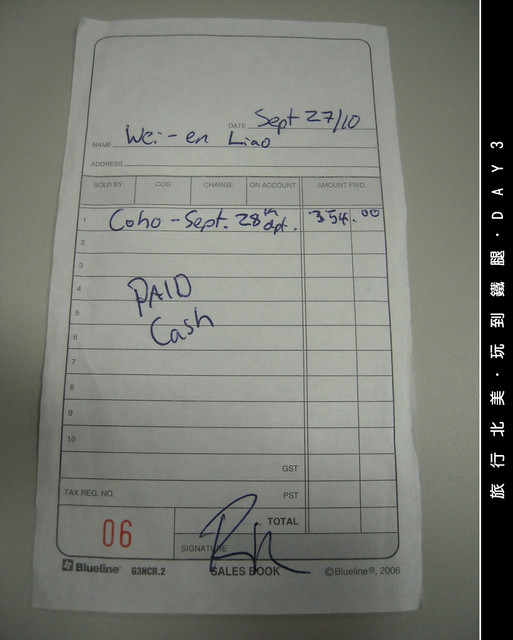 DATE Sept 27/10
NAME Wei-en Liao
ADDRESS
SOLD BY COD CHARGE ON ACCOUNT AMOUNT FWD.
1 Coho - Sept. 28th dpt. 354.00
2
3
4
PAID
5
Cash
6
7
8
9
10
GST
TAX REG. NO. PST
06 TOTAL
SIGNATURE
Blueline G3NCR.2 SALES BOOK ©Blueline®, 2006
旅行北美・玩到鐵腿・DAY3